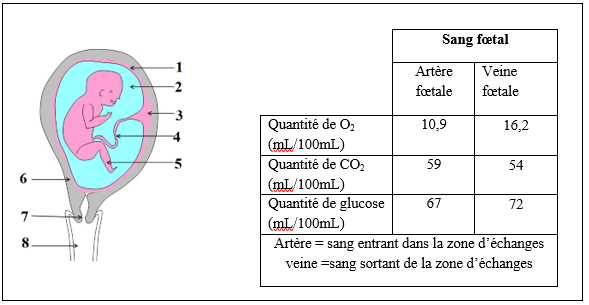 1
2
3
4
5
6
7
8
Sang fœtal
Artère fœtale
Veine fœtale
Quantité de O₂ (mL/100mL)
10,9
16,2
Quantité de CO₂ (mL/100mL)
59
54
Quantité de glucose (mL/100mL)
67
72
Artère = sang entrant dans la zone d’échanges
veine =sang sortant de la zone d’échanges